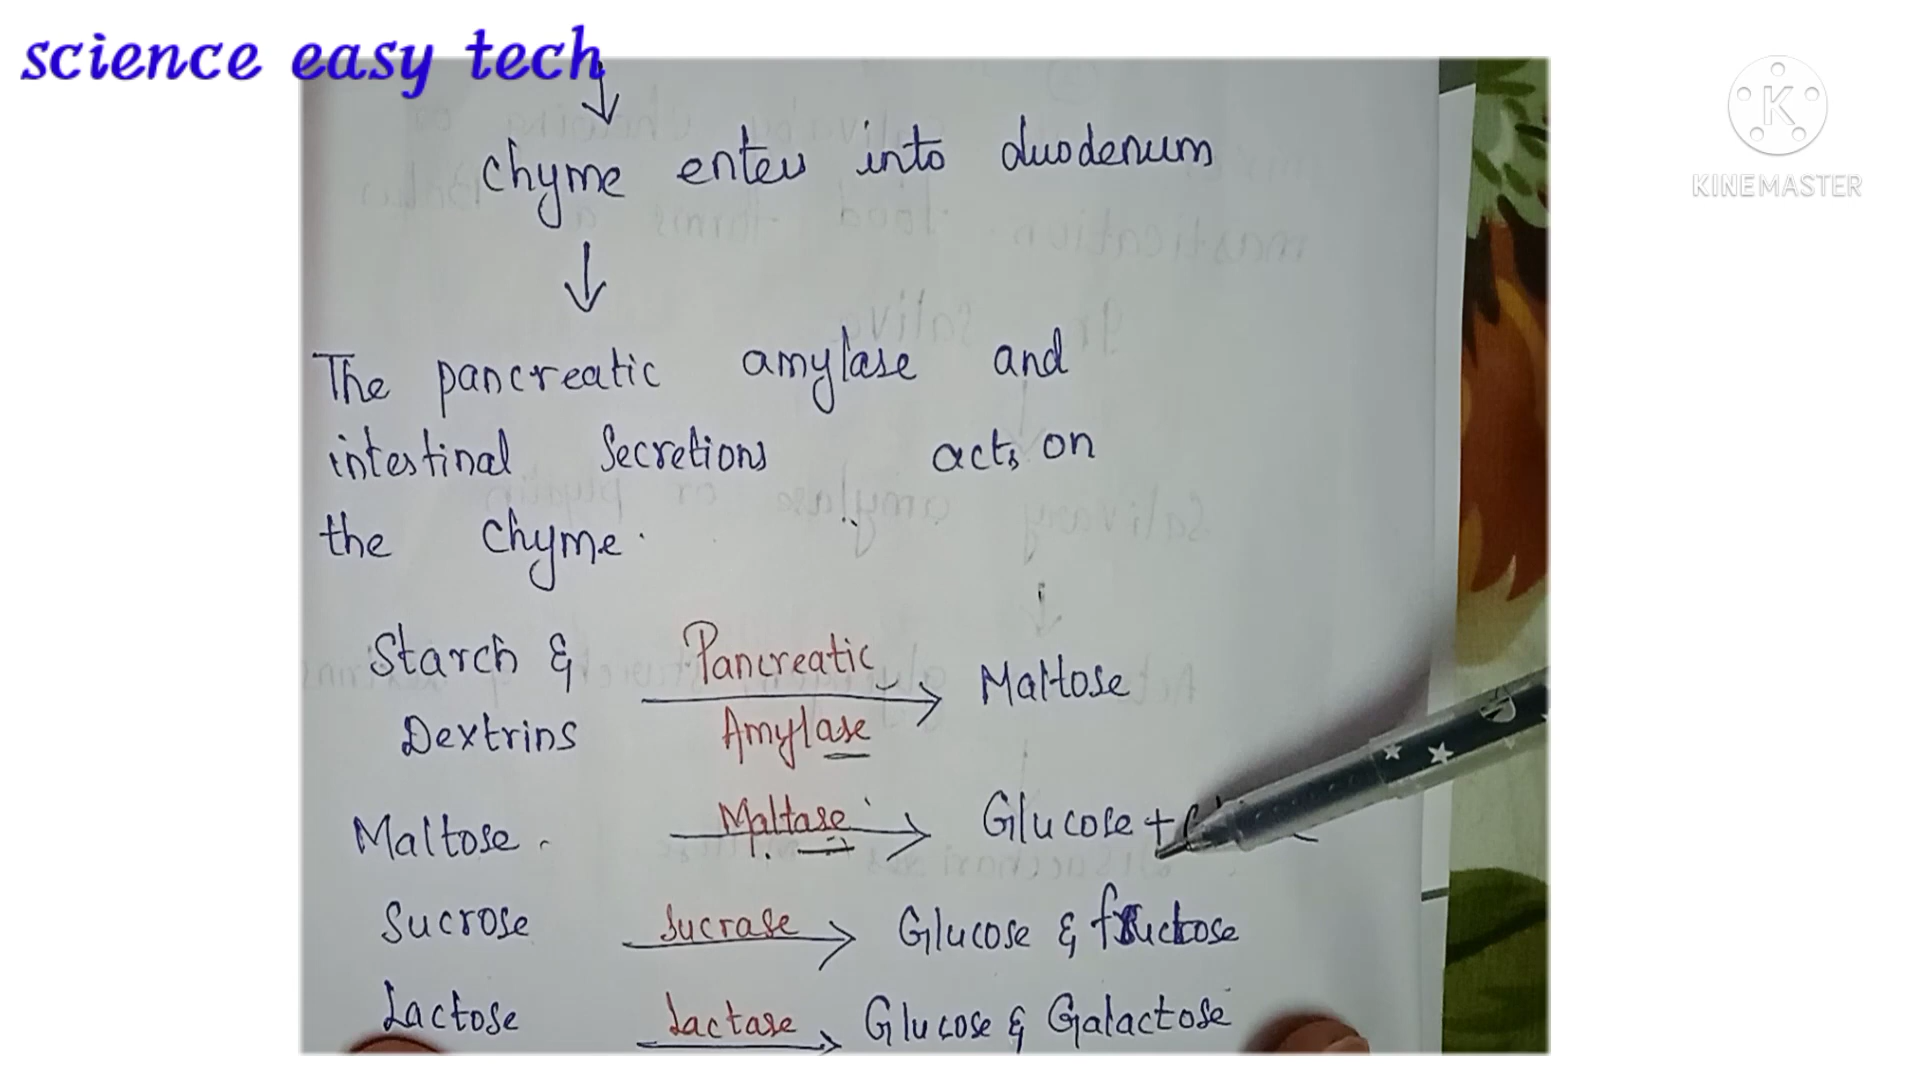 science easy tech
KINEMASTER
Chyme enter into duodenum
The pancreatic amylase and
intestinal Secretions acts on
the chyme.
Starch & Pancreatic Maltose
Dextrins Amylase
Maltose Maltase Glucose +
Sucrose Sucrase Glucose & fructose
Lactose Lactase Glucose & Galactose